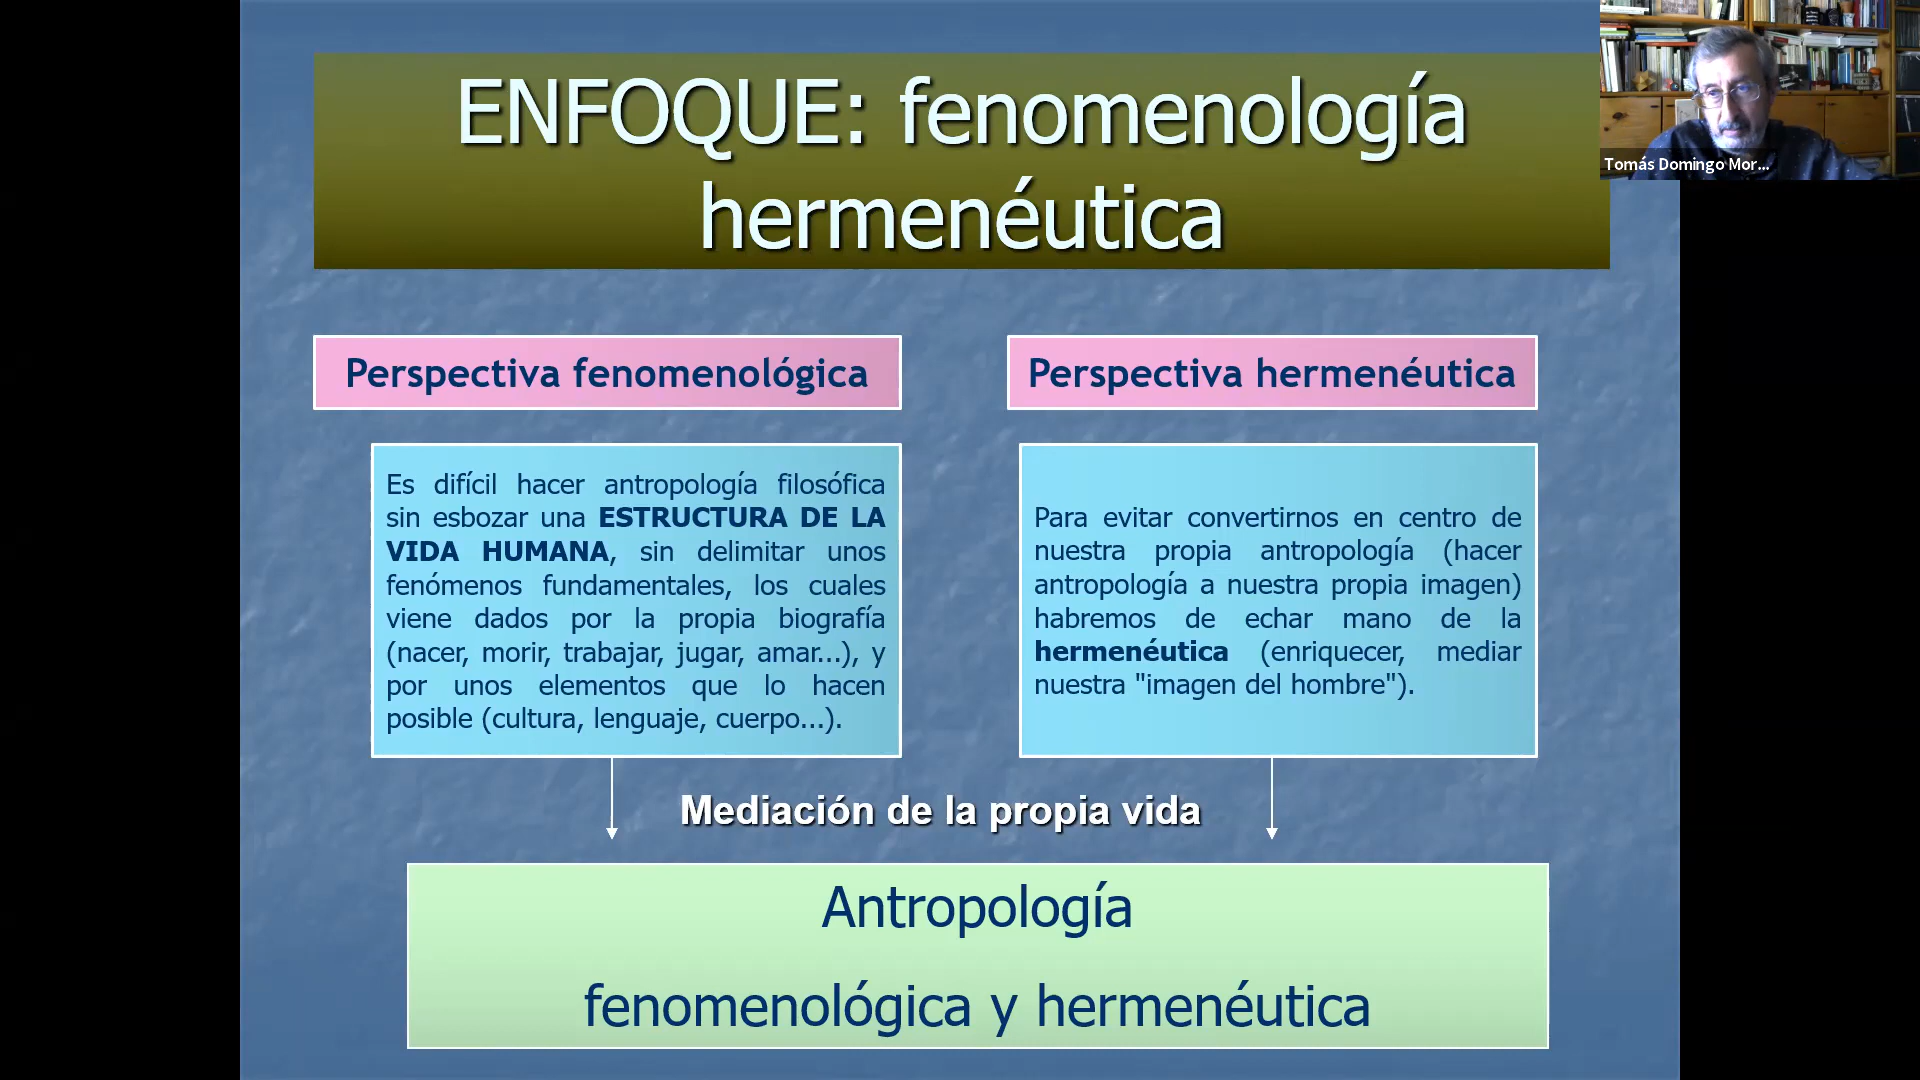 ENFOQUE: fenomenología
hermenéutica
Tomás Domingo Mor...
Perspectiva fenomenológica
Es difícil hacer antropología filosófica
sin esbozar una ESTRUCTURA DE LA
VIDA HUMANA, sin delimitar unos
fenómenos fundamentales, los cuales
viene dados por la propia biografía
(nacer, morir, trabajar, jugar, amar...), y
por unos elementos que lo hacen
posible (cultura, lenguaje, cuerpo...).
Perspectiva hermenéutica
Para evitar convertirnos en centro de
nuestra propia antropología (hacer
antropología a nuestra propia imagen)
habremos de echar mano de la
hermenéutica (enriquecer, mediar
nuestra "imagen del hombre").
Mediación de la propia vida
Antropología
fenomenológica y hermenéutica